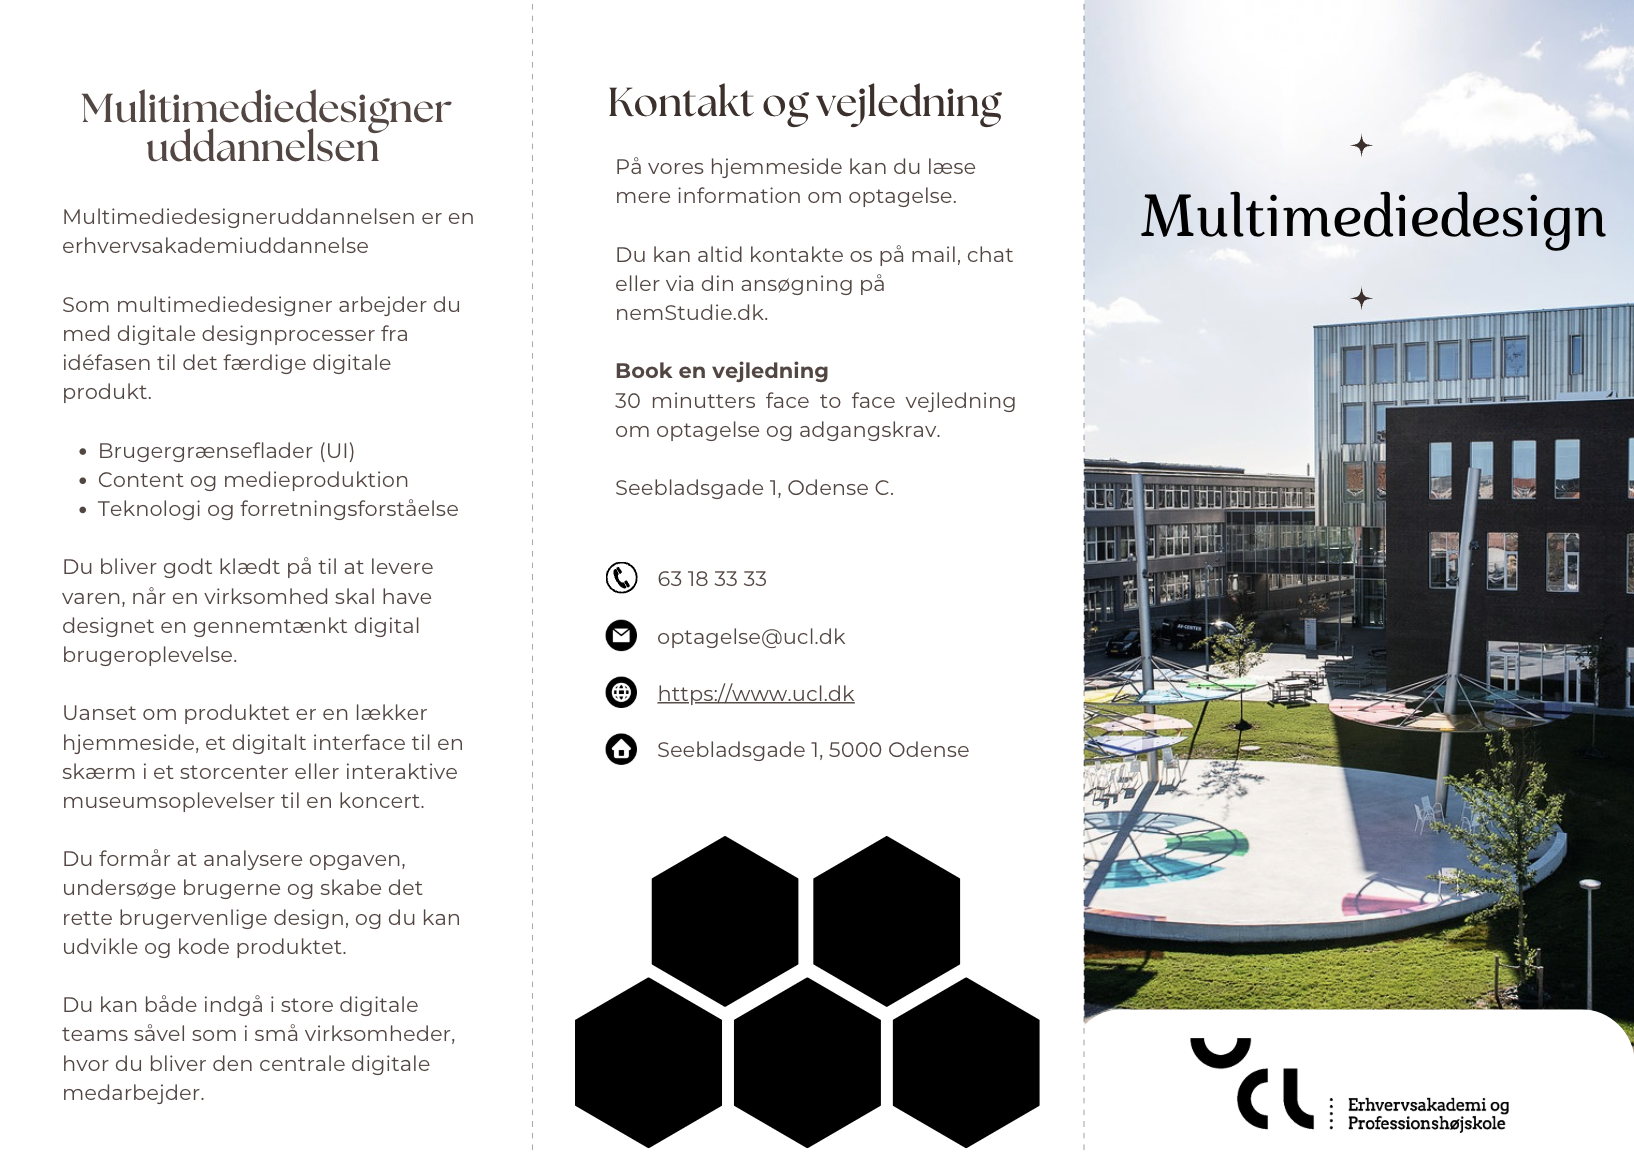 Mulitimediedesigner
uddannelsen
Multimediedesigneruddannelsen er en
erhvervsakademiuddannelse
Som multimediedesigner arbejder du
med digitale designprocesser fra
idéfasen til det færdige digitale
produkt.
• Brugergrænseflader (UI)
• Content og medieproduktion
• Teknologi og forretningsforståelse
Du bliver godt klædt på til at levere
varen, når en virksomhed skal have
designet en gennemtænkt digital
brugeroplevelse.
Uanset om produktet er en lækker
hjemmeside, et digitalt interface til en
skærm i et storcenter eller interaktive
museumsoplevelser til en koncert.
Du formår at analysere opgaven,
undersøge brugerne og skabe det
rette brugervenlige design, og du kan
udvikle og kode produktet.
Du kan både indgå i store digitale
teams såvel som i små virksomheder,
hvor du bliver den centrale digitale
medarbejder.
Kontakt og vejledning
På vores hjemmeside kan du læse
mere information om optagelse.
Du kan altid kontakte os på mail, chat
eller via din ansøgning på
nemStudie.dk.
Book en vejledning
30 minutters face to face vejledning
om optagelse og adgangskrav.
Seebladsgade 1, Odense C.
63 18 33 33
optagelse@ucl.dk
https://www.ucl.dk
Seebladsgade 1, 5000 Odense
Multimediedesign
AV-CENTER
UCL
Erhvervsakademi og
Professionshøjskole